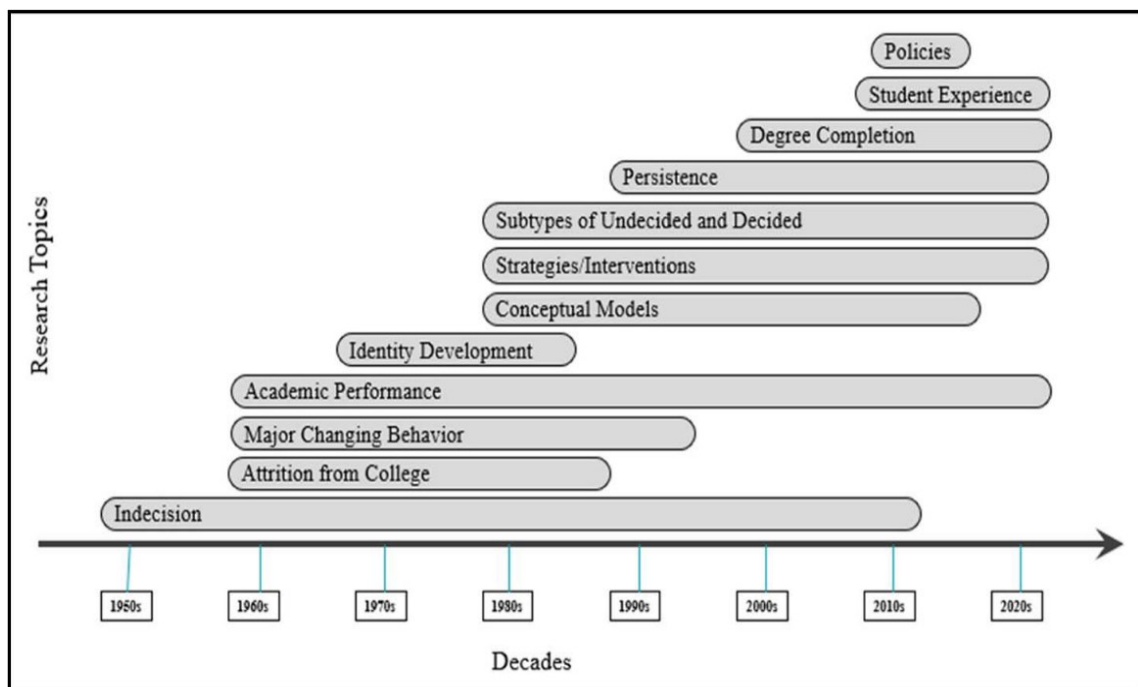 Policies
Student Experience
Degree Completion
Persistence
Subtypes of Undecided and Decided
Strategies/Interventions
Conceptual Models
Identity Development
Academic Performance
Major Changing Behavior
Attrition from College
Indecision
Research Topics
1950s 1960s 1970s 1980s 1990s 2000s 2010s 2020s
Decades